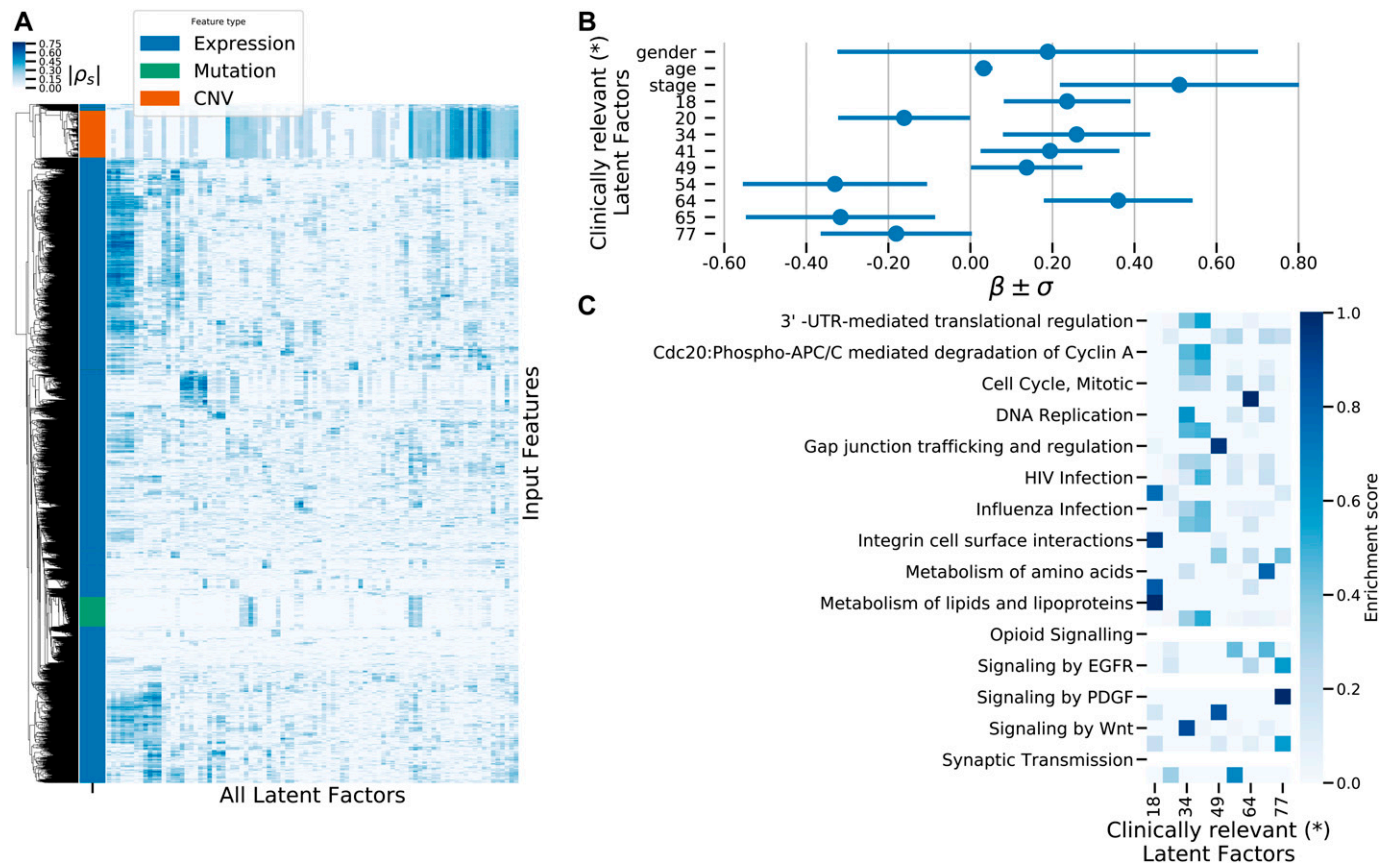 A
Feature type
Expression
Mutation
CNV
0.75
0.60
0.45
0.30
0.15
0.00
|ρs|
Input Features
All Latent Factors
B
Clinically relevant (*)
Latent Factors
gender
age
stage
18
20
34
41
49
54
64
65
77
-0.60 -0.40 -0.20 0.00 0.20 0.40 0.60 0.80
β ± σ
C
3' -UTR-mediated translational regulation
Cdc20:Phospho-APC/C mediated degradation of Cyclin A
Cell Cycle, Mitotic
DNA Replication
Gap junction trafficking and regulation
HIV Infection
Influenza Infection
Integrin cell surface interactions
Metabolism of amino acids
Metabolism of lipids and lipoproteins
Opioid Signalling
Signaling by EGFR
Signaling by PDGF
Signaling by Wnt
Synaptic Transmission
18 34 49 64 77
Clinically relevant (*)
Latent Factors
1.0
0.8
0.6
0.4
0.2
0.0
Enrichment score